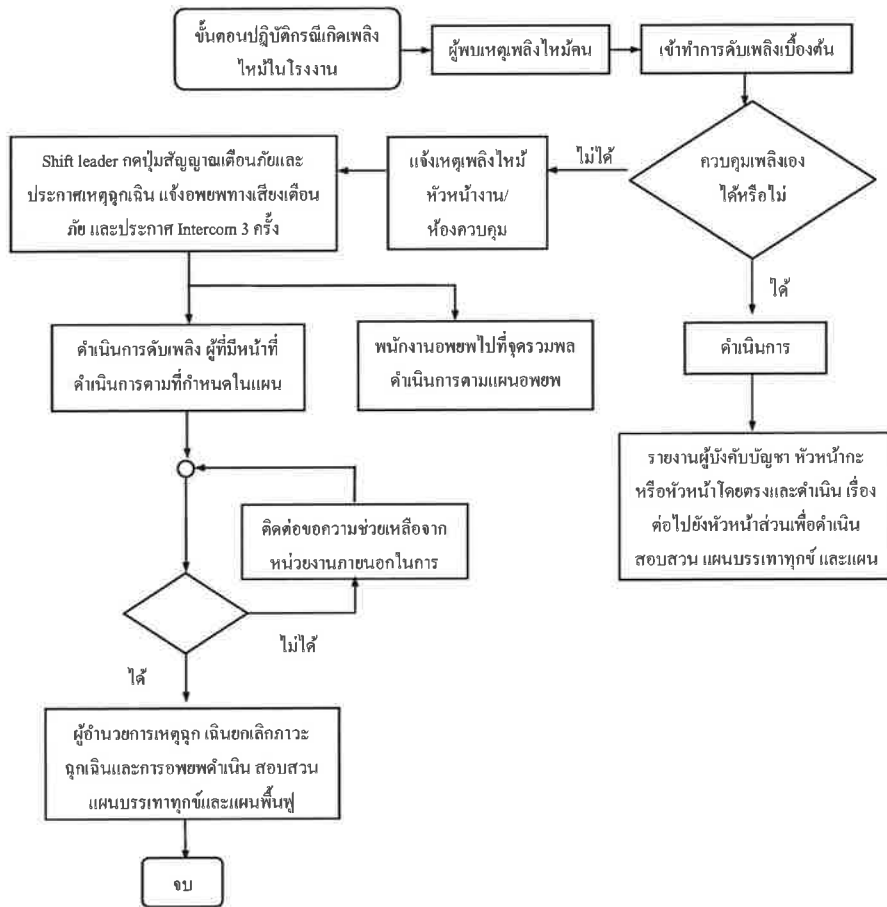 ขั้นตอนปฏิบัติกรณีเกิดเพลิง
ไหม้ในโรงงาน
ผู้พบเหตุเพลิงไหม้คน
เข้าทำการดับเพลิงเบื้องต้น
ควบคุมเพลิงเอง
ได้หรือไม่
ไม่ได้
แจ้งเหตุเพลิงไหม้
หัวหน้างาน/
ห้องควบคุม
Shift leader กดปุ่มสัญญาณเตือนภัยและ
ประกาศเหตุฉุกเฉิน แจ้งอพยพทางเสียงเตือน
ภัย และประกาศ Intercom 3 ครั้ง
ได้
ดำเนินการ
รายงานผู้บังคับบัญชา หัวหน้ากะ
หรือหัวหน้าโดยตรงและดำเนิน เรื่อง
ต่อไปยังหัวหน้าส่วนเพื่อดำเนิน
สอบสวน แผนบรรเทาทุกข์ และแผน
ดำเนินการดับเพลิง ผู้ที่มีหน้าที่
ดำเนินการตามที่กำหนดในแผน
พนักงานอพยพไปที่จุดรวมพล
ดำเนินการตามแผนอพยพ
ติดต่อขอความช่วยเหลือจาก
หน่วยงานภายนอกในการ
ไม่ได้
ได้
ผู้อำนวยการเหตุฉุก เฉินยกเลิกภาวะ
ฉุกเฉินและการอพยพดำเนิน สอบสวน
แผนบรรเทาทุกข์และแผนฟื้นฟู
จบ